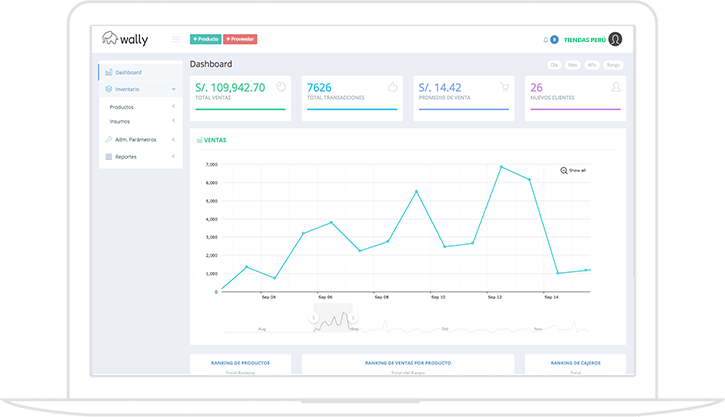 wally
+ Producto
+ Proveedor
TIENDAS PERÚ
Dashboard
Inventario
Productos
Insumos
Adm. Parámetros
Reportes
Dashboard
Día
Mes
Año
Rango
S/. 109,942.70
TOTAL VENTAS
7626
TOTAL TRANSACCIONES
S/. 14.42
PROMEDIO DE VENTA
26
NUEVOS CLIENTES
VENTAS
Show all
7,000
6,000
5,000
4,000
3,000
2,000
1,000
0
Sep 04
Sep 06
Sep 08
Sep 10
Sep 12
Sep 14
Aug
Sep
Oct
Nov
RANKING DE PRODUCTOS
RANKING DE VENTAS POR PRODUCTO
RANKING DE CAJEROS
Total Ranking
Total del Rango
Total